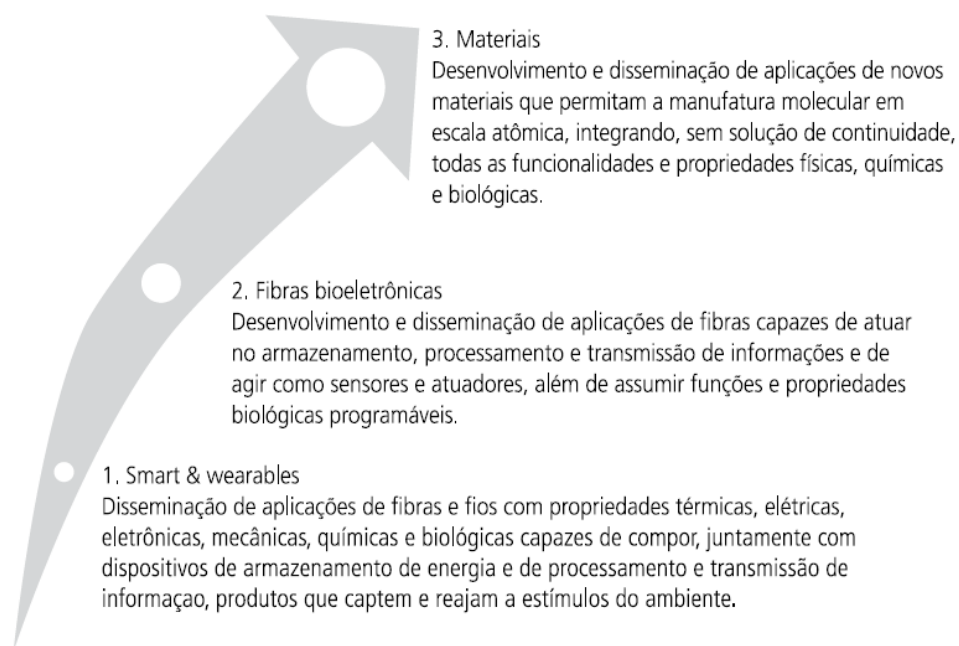 3. Materiais
Desenvolvimento e disseminação de aplicações de novos
materiais que permitam a manufatura molecular em
escala atômica, integrando, sem solução de continuidade,
todas as funcionalidades e propriedades físicas, químicas
e biológicas.
2. Fibras bioeletrônicas
Desenvolvimento e disseminação de aplicações de fibras capazes de atuar
no armazenamento, processamento e transmissão de informações e de
agir como sensores e atuadores, além de assumir funções e propriedades
biológicas programáveis.
1. Smart & wearables
Disseminação de aplicações de fibras e fios com propriedades térmicas, elétricas,
eletrônicas, mecânicas, químicas e biológicas capazes de compor, juntamente com
dispositivos de armazenamento de energia e de processamento e transmissão de
informaçao, produtos que captem e reajam a estímulos do ambiente.